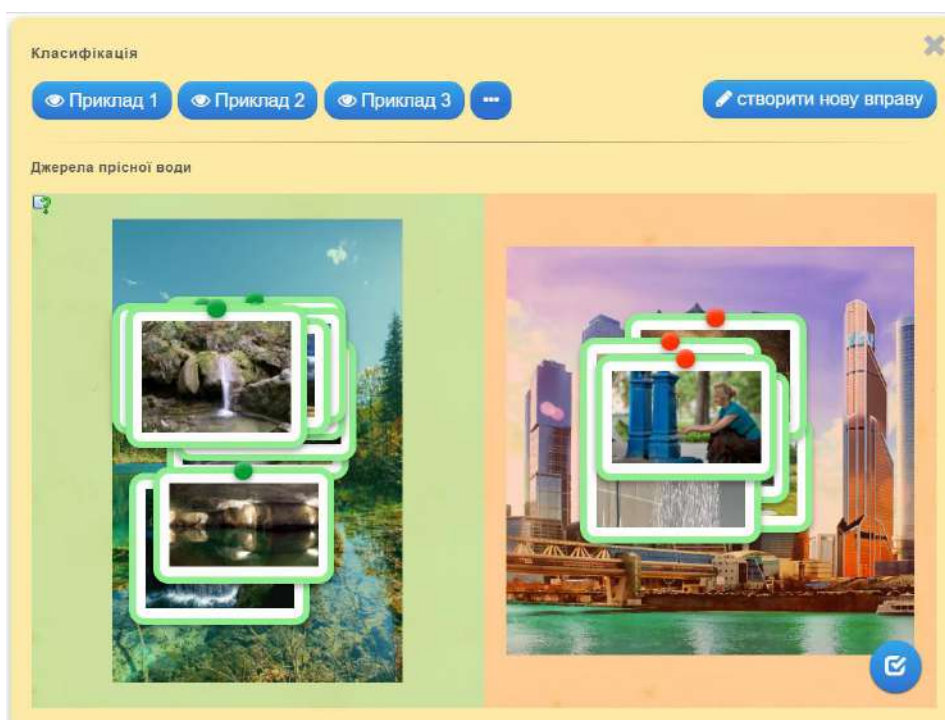 Класифікація
Приклад 1 Приклад 2 Приклад 3 ... створити нову вправу
Джерела прісної води